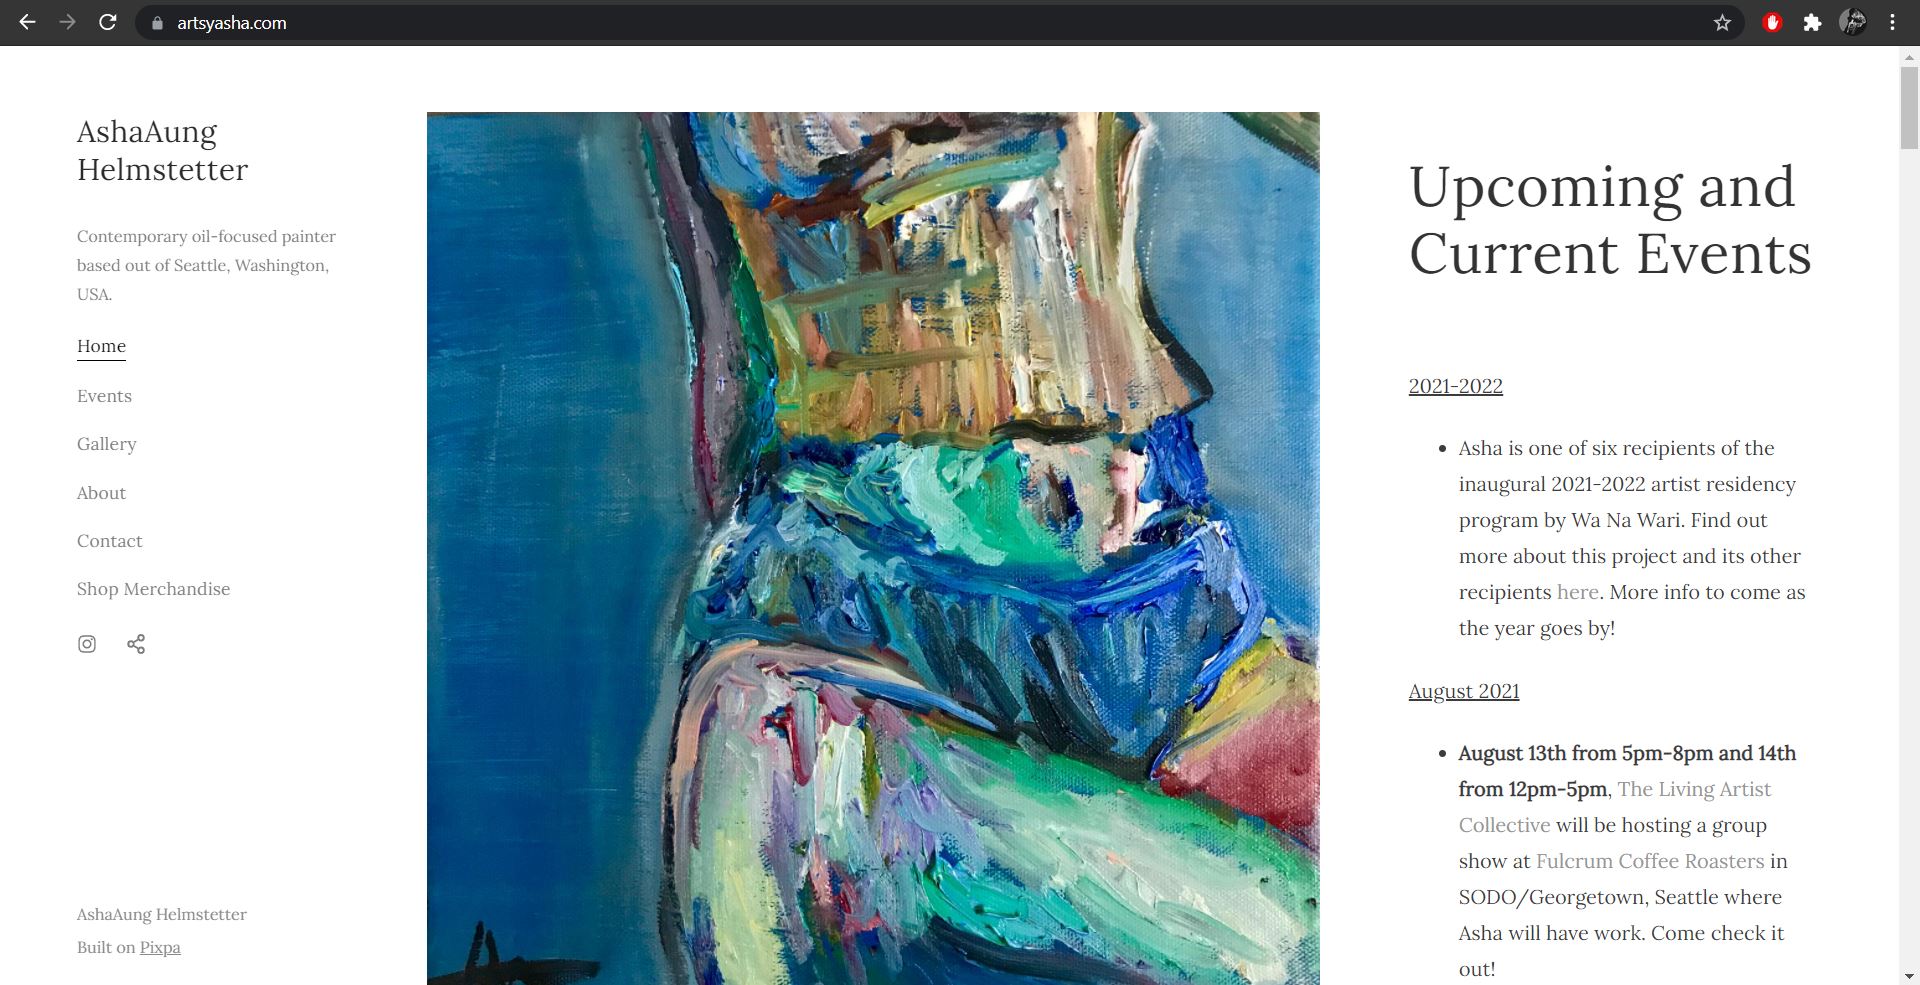 artsyasha.com
AshaAung
Helmstetter
Contemporary oil-focused painter
based out of Seattle, Washington,
USA.
Home
Events
Gallery
About
Contact
Shop Merchandise
AshaAung Helmstetter
Built on Pixpa
A
Upcoming and
Current Events
2021-2022
• Asha is one of six recipients of the
inaugural 2021-2022 artist residency
program by Wa Na Wari. Find out
more about this project and its other
recipients here. More info to come as
the year goes by!
August 2021
• August 13th from 5pm-8pm and 14th
from 12pm-5pm, The Living Artist
Collective will be hosting a group
show at Fulcrum Coffee Roasters in
SODO/Georgetown, Seattle where
Asha will have work. Come check it
out!